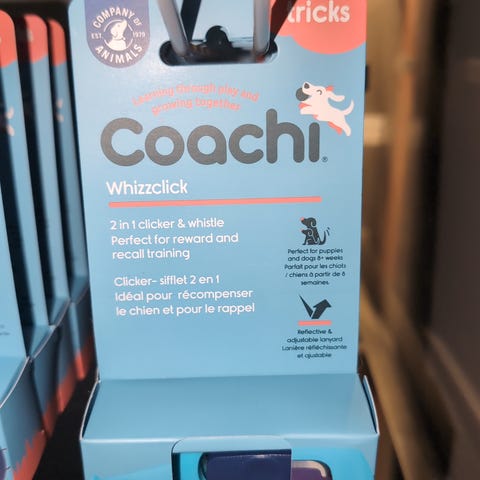 COMPANY OF
EST. 1979
ANIMALS
tricks
Learning through play and
growing together
Coachi®
Whizzclick
2 in 1 clicker & whistle
Perfect for reward and
recall training
Clicker- sifflet 2 en 1
Idéal pour récompenser
le chien et pour le rappel
Perfect for puppies
and dogs 8+ weeks
Parfait pour les chiots
/ chiens à partir de 8
semaines.
Reflective &
adjustable lanyard
Lanière réfléchissante
et ajustable